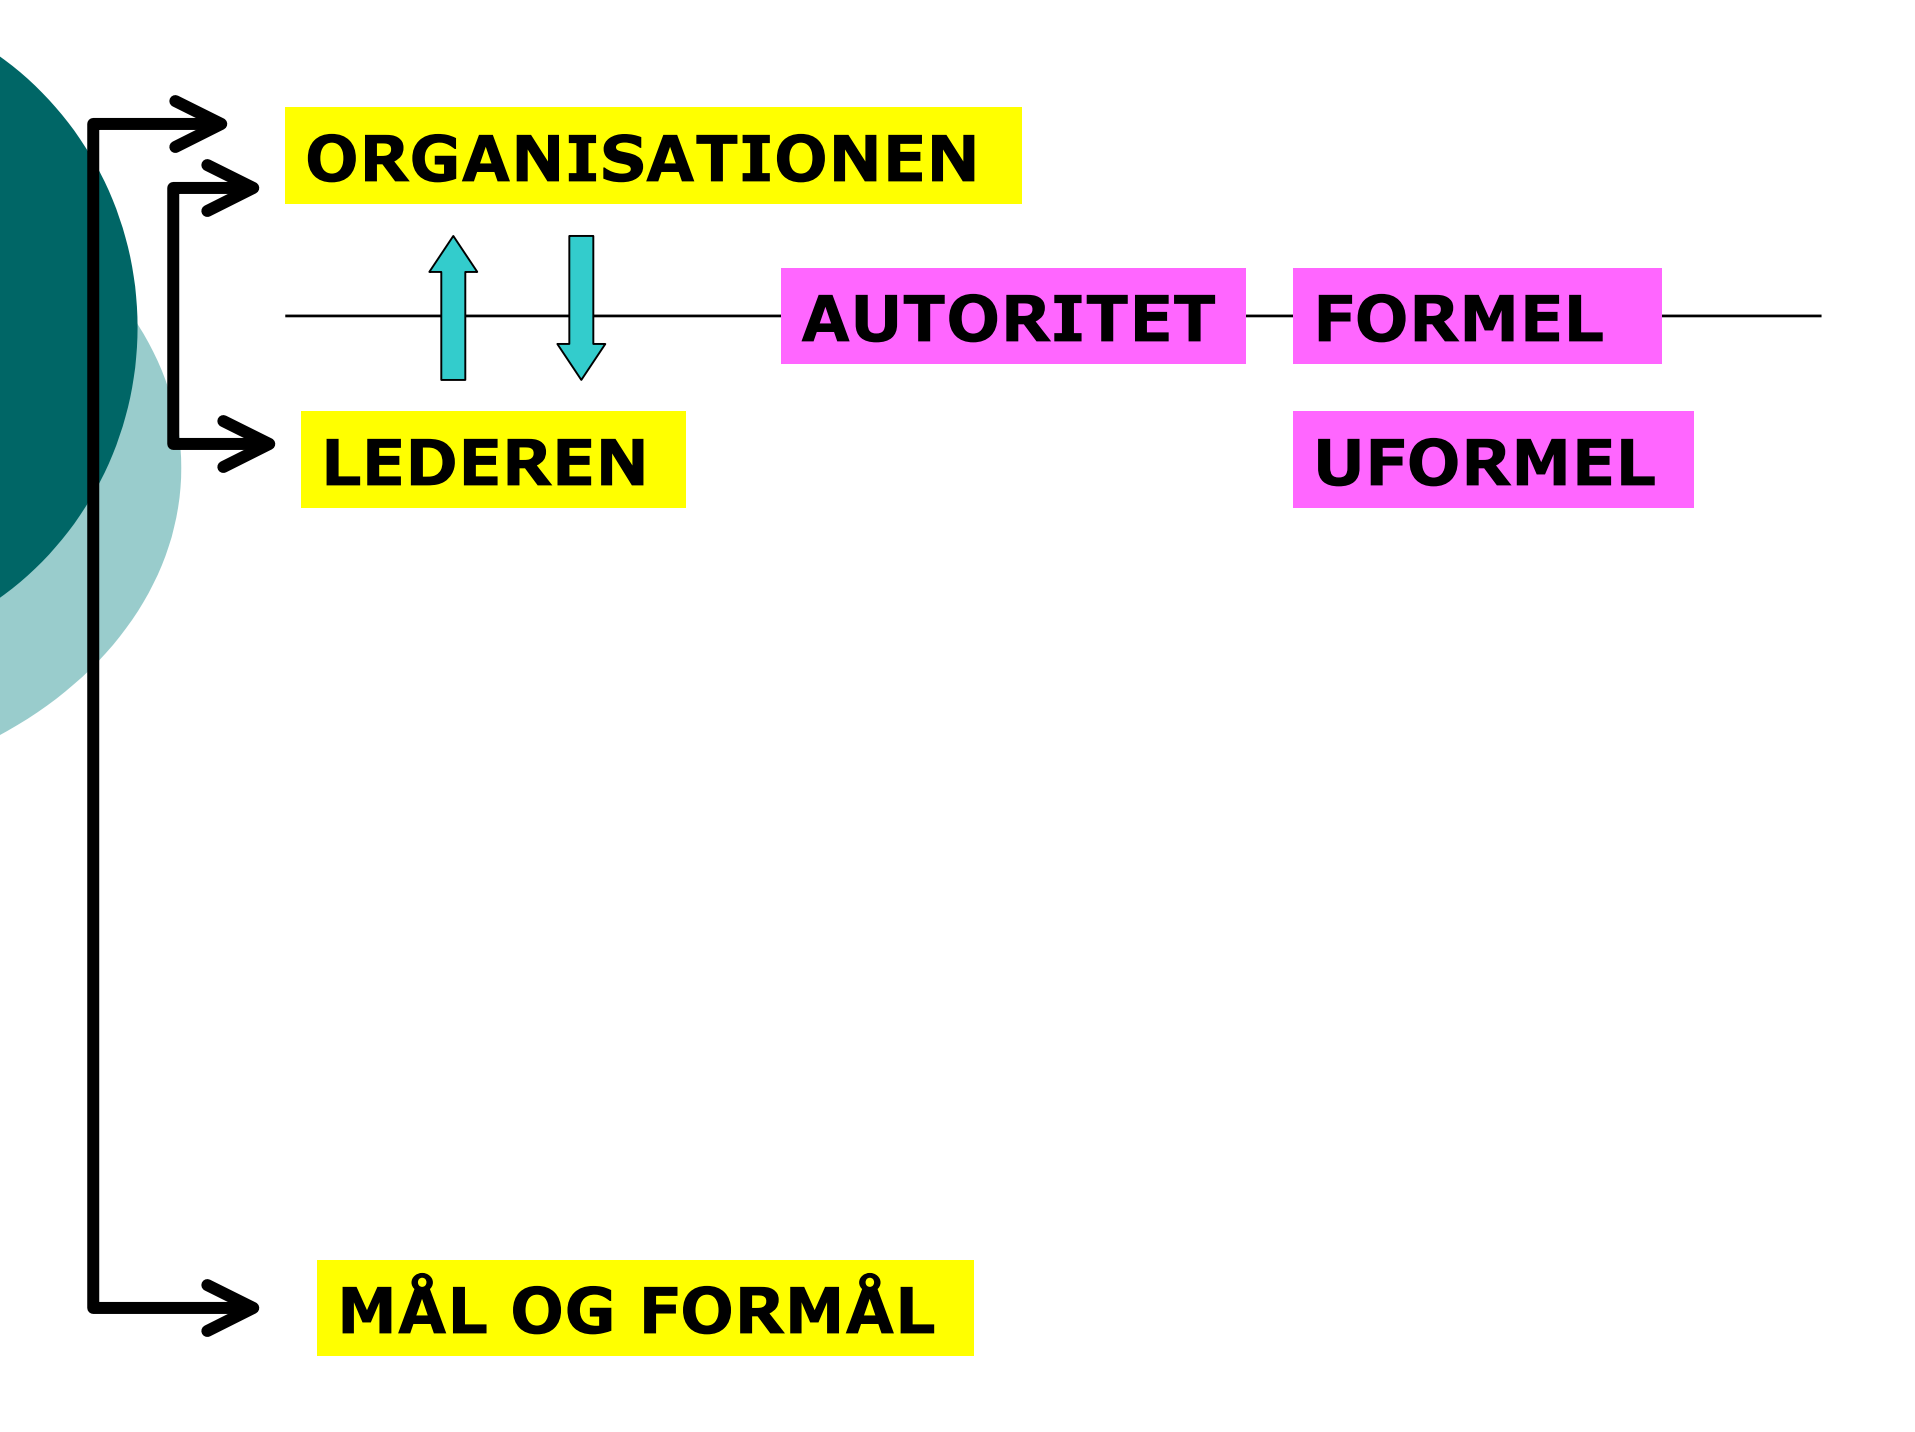 ORGANISATIONEN
AUTORITET
FORMEL
LEDEREN
UFORMEL
MÅL OG FORMÅL